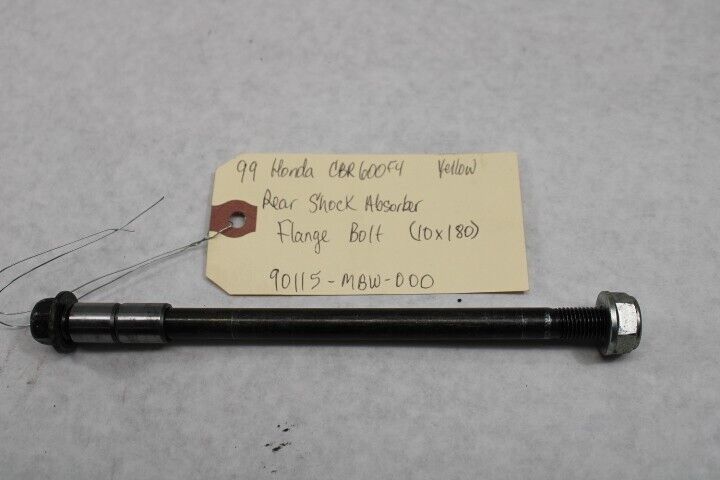 99 Honda CBR600F4 Yellow
Rear Shock Absorber
Flange Bolt (10x180)
90115-MBW-000